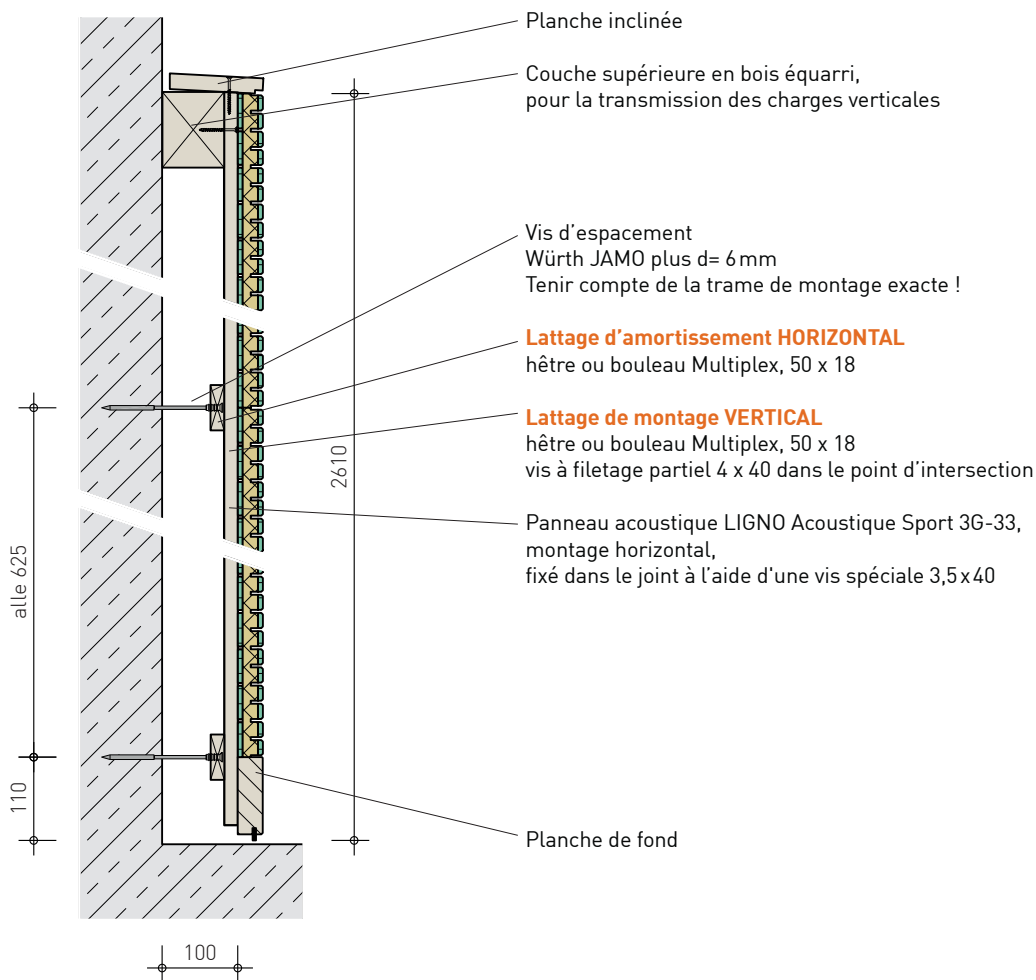 Planche inclinée
Couche supérieure en bois équarri,
pour la transmission des charges verticales
Vis d'espacement
Würth JAMO plus d= 6 mm
Tenir compte de la trame de montage exacte !
Lattage d'amortissement HORIZONTAL
hêtre ou bouleau Multiplex, 50 x 18
Lattage de montage VERTICAL
hêtre ou bouleau Multiplex, 50 x 18
vis à filetage partiel 4 x 40 dans le point d'intersection
Panneau acoustique LIGNO Acoustique Sport 3G-33,
montage horizontal,
fixé dans le joint à l'aide d'une vis spéciale 3,5 x 40
Planche de fond
2610
alle 625
110
100